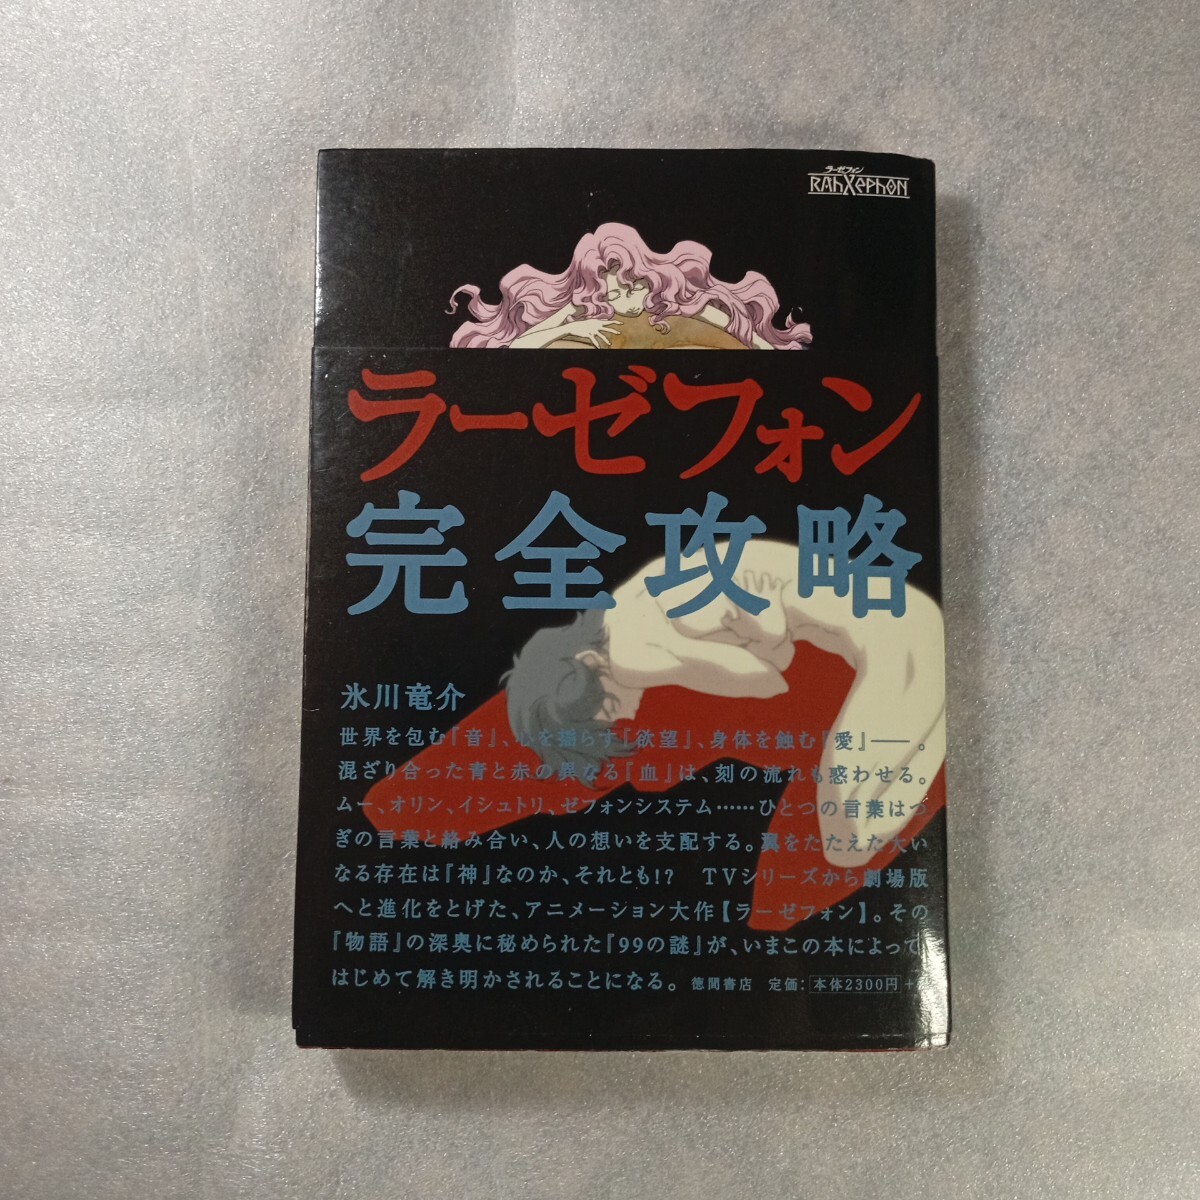 ラーゼフォン
RAhXePhON
ラーゼフォン
完全攻略
氷川竜介
世界を包む『音』、心を揺らす『欲望』、身体を蝕む『愛』――。
混ざり合った青と赤の異なる『血』は、刻の流れも惑わせる。
ムー、オリン、イシュトリ、ゼフォンシステム……ひとつの言葉はつ
ぎの言葉と絡み合い、人の想いを支配する。翼をたたえた大い
なる存在は『神』なのか、それとも!? TVシリーズから劇場版
へと進化をとげた、アニメーション大作【ラーゼフォン】。その
『物語』の深奥に秘められた『99の謎』が、いまこの本によって、
はじめて解き明かされることになる。 徳間書店 定価: 本体2300円 +